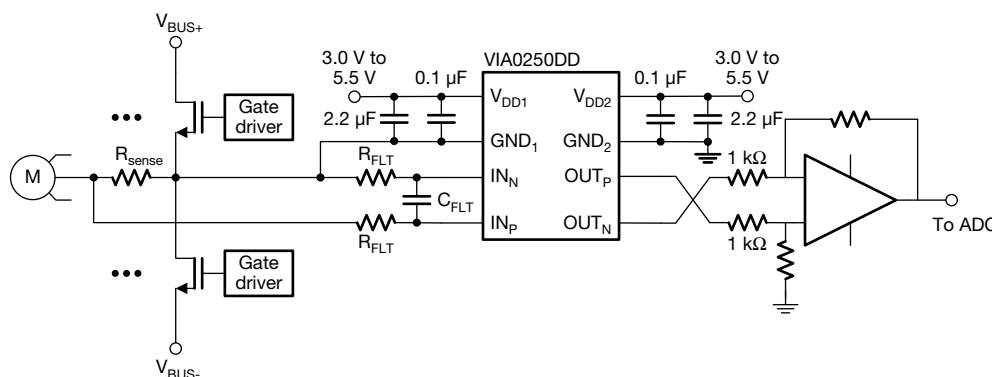 V_BUS+
3.0 V to
5.5 V
0.1 µF
2.2 µF
VIA0250DD
V_DD1
V_DD2
GND_1
GND_2
IN_N
OUT_P
IN_P
OUT_N
0.1 µF
3.0 V to
5.5 V
2.2 µF
Gate
driver
R_sense
M
R_FLT
C_FLT
R_FLT
1 kΩ
1 kΩ
To ADC
Gate
driver
V_BUS-